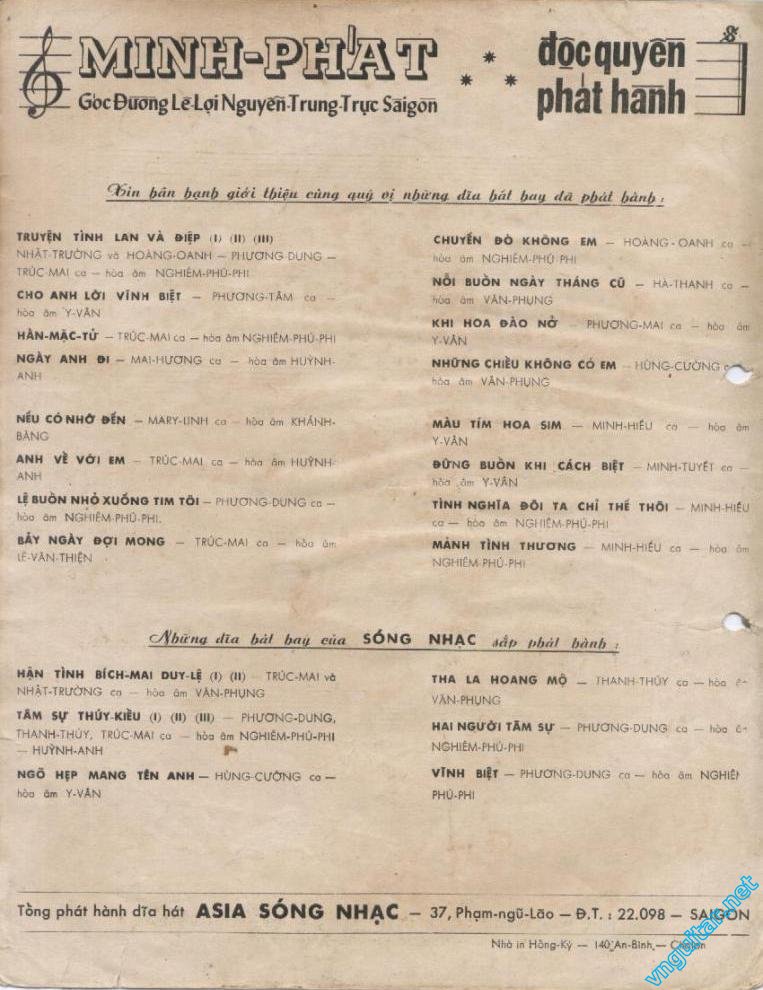 MINH-PHÁT
Góc Đường Lê-Lợi Nguyễn-Trung-Trực Saigon
độc quyền
phát hành
Xin hân hạnh giới thiệu cùng quý vị những dĩa hát hay đã phát hành :
TRUYỆN TÌNH LAN VÀ ĐIỆP (I) (II) (III)
NHẬT-TRƯỜNG và HOÀNG-OANH — PHƯƠNG DUNG —
TRÚC-MAI ca — hòa âm NGHIÊM-PHÚ-PHI
CHO ANH LỜI VĨNH BIỆT — PHƯƠNG-TÂM ca —
hòa âm Y-VÂN
HÀN-MẶC-TỬ — TRÚC-MAI ca — hòa âm NGHIÊM-PHÚ-PHI
NGÀY ANH ĐI — MAI-HƯƠNG ca — hòa âm HUỲNH-
ANH
NẾU CÓ NHỚ ĐẾN — MARY-LINH ca — hòa âm KHÁNH-
BĂNG
ANH VỀ VỚI EM — TRÚC-MAI ca — hòa âm HUỲNH-
ANH
LỆ BUỒN NHỎ XUỐNG TIM TÔI — PHƯƠNG-DUNG ca —
hòa âm NGHIÊM-PHÚ-PHI.
BẢY NGÀY ĐỢI MONG — TRÚC-MAI ca — hòa âm
LÊ-VĂN-THIỆN
CHUYẾN ĐÒ KHÔNG EM — HOÀNG-OANH ca —
hòa âm NGHIÊM-PHÚ PHI
NỖI BUỒN NGÀY THÁNG CŨ — HÀ-THANH ca —
hòa âm VĂN-PHỤNG
KHI HOA ĐÀO NỞ — PHƯƠNG-MAI ca — hòa âm
Y-VÂN
NHỮNG CHIỀU KHÔNG CÓ EM — HÙNG-CƯỜNG
hòa âm VĂN-PHỤNG
MÀU TÍM HOA SIM — MINH-HIẾU ca — hòa âm
Y-VÂN
ĐỪNG BUỒN KHI CÁCH BIỆT — MINH-TUYẾT ca —
hòa âm Y-VÂN
TÌNH NGHĨA ĐÔI TA CHỈ THẾ THÔI — MINH-HIẾU
ca — hòa âm NGHIÊM-PHÚ-PHI
MẢNH TÌNH THƯƠNG — MINH-HIẾU ca — hòa âm
NGHIÊM-PHÚ-PHI
Những dĩa hát hay của SÓNG NHẠC sắp phát hành :
HẬN TÌNH BÍCH-MAI DUY-LỆ (I) (II) — TRÚC-MAI và
NHẬT-TRƯỜNG ca — hòa âm VĂN-PHỤNG
TÂM SỰ THÚY-KIỀU (I) (II) (III) — PHƯƠNG-DUNG,
THANH-THÚY, TRÚC-MAI ca — hòa âm NGHIÊM-PHÚ-PHI
— HUỲNH-ANH
NGÕ HẸP MANG TÊN ANH — HÙNG-CƯỜNG ca —
hòa âm Y-VÂN
THA LA HOANG MỘ — THANH-THÚY ca — hòa
VĂN-PHỤNG
HAI NGƯỜI TÂM SỰ — PHƯƠNG-DUNG ca — hòa
NGHIÊM-PHÚ-PHI
VĨNH BIỆT — PHƯƠNG-DUNG ca — hòa âm NGHIÊM
PHÚ-PHI
Tổng phát hành dĩa hát ASIA SÓNG NHẠC — 37, Phạm-ngũ-Lão — Đ.T. : 22.098 — SAIGON
Nhà in Hồng-Kỳ — 140, An-Bình, — Cholon
vnguitar.net